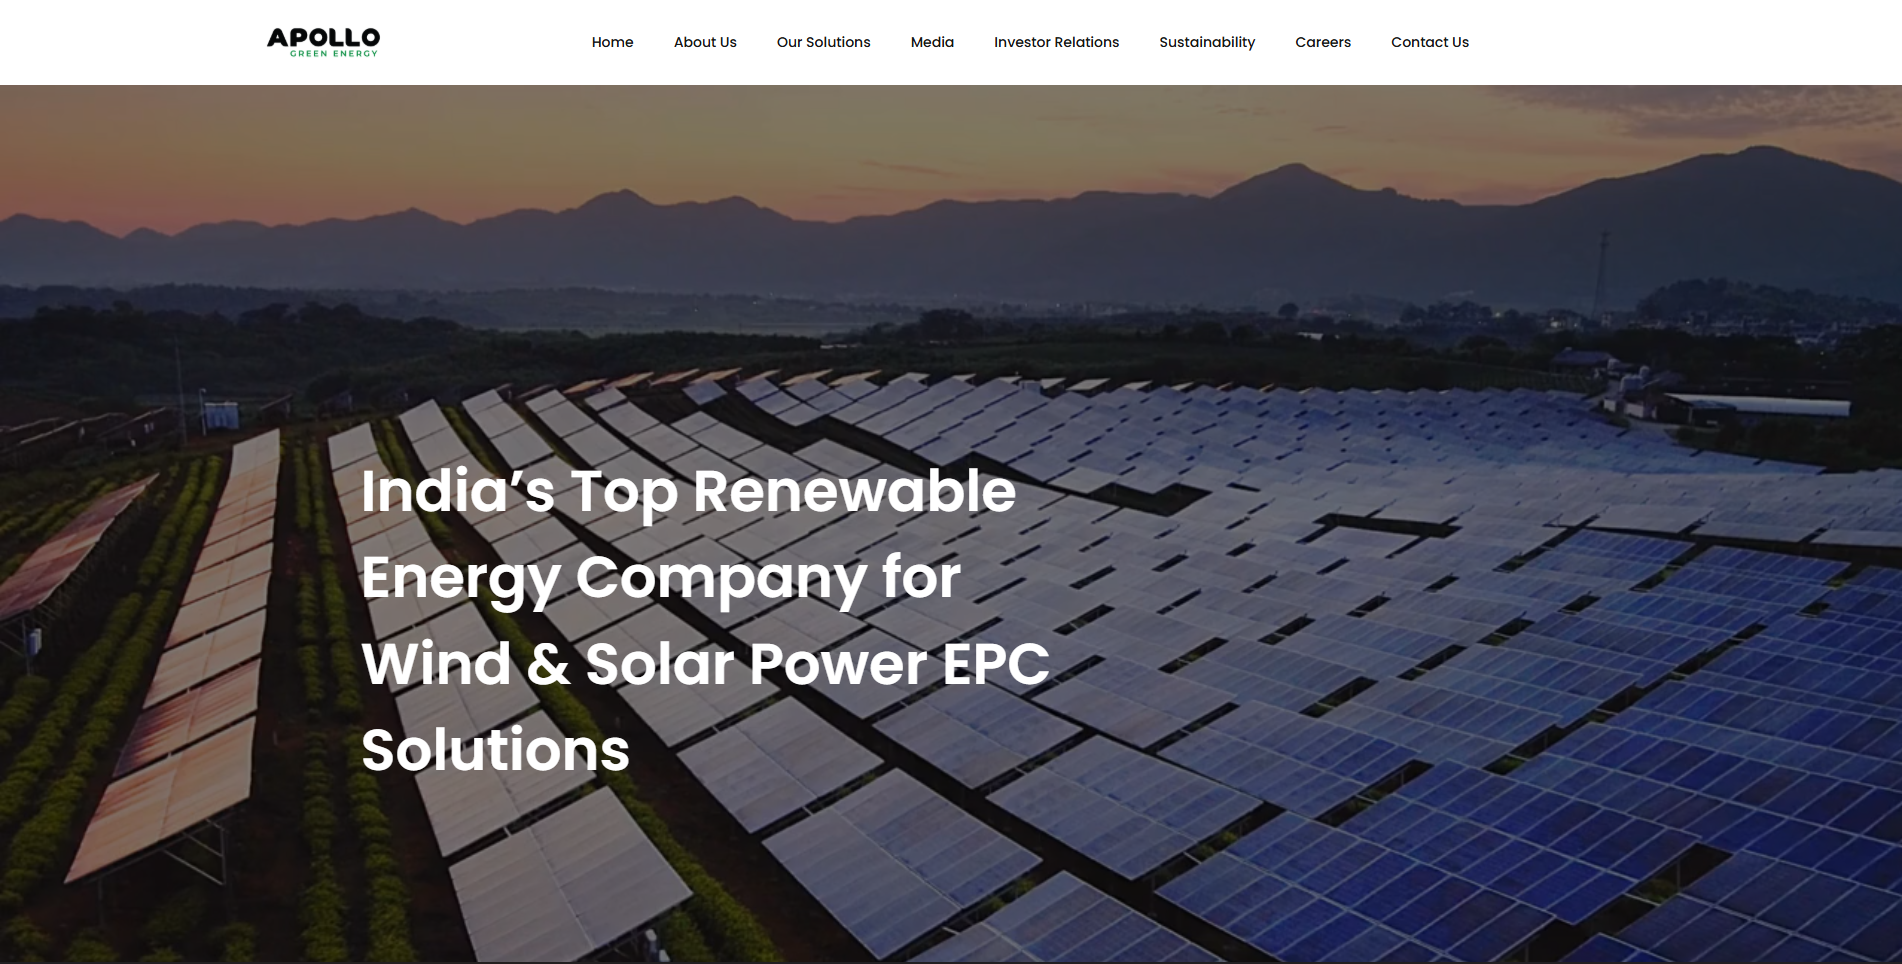 APOLLO
GREEN ENERGY
Home About Us Our Solutions Media Investor Relations Sustainability Careers Contact Us
India’s Top Renewable
Energy Company for
Wind & Solar Power EPC
Solutions